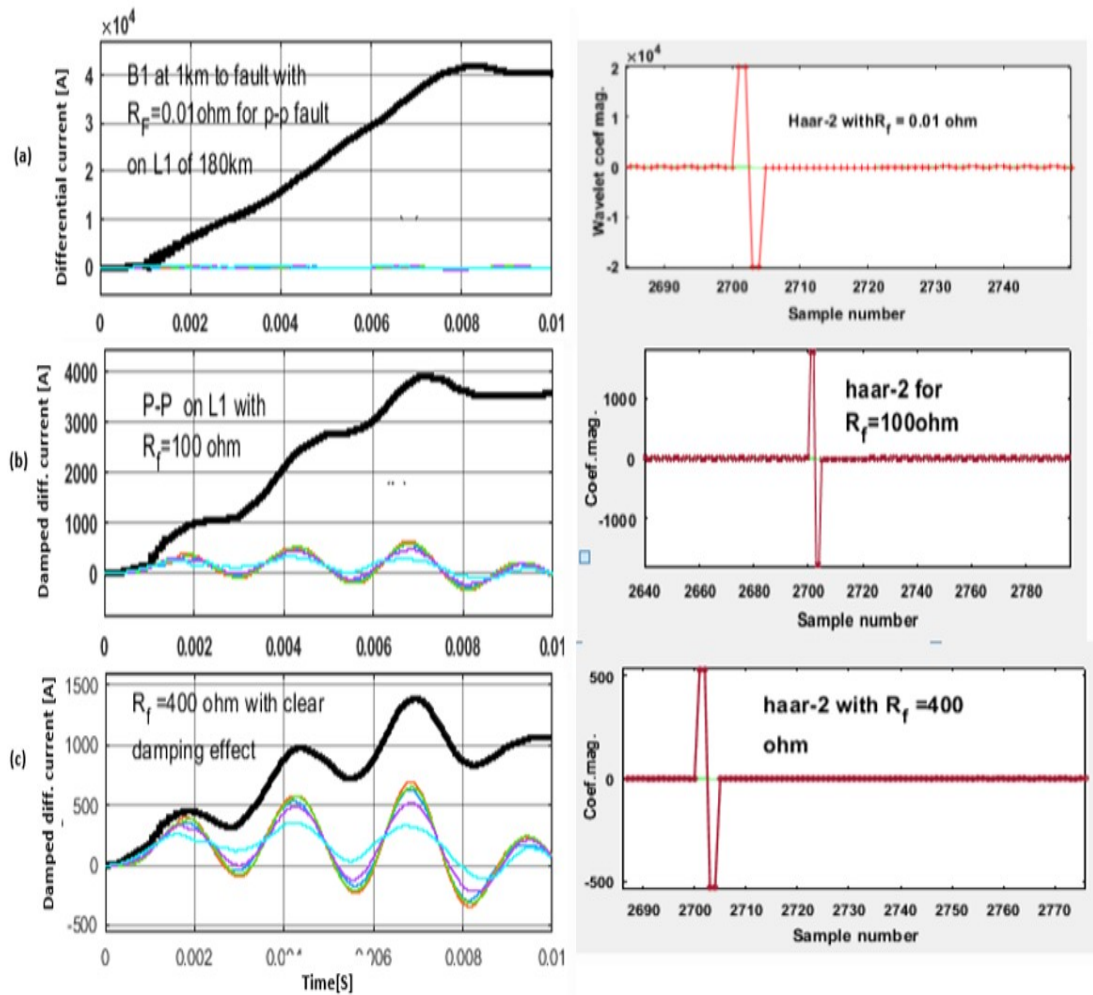 (a)
×10⁴
Differential current [A]
4
3
2
1
0
B1 at 1km to fault with
R_F=0.01ohm for p-p fault
on L1 of 180km
0 0.002 0.004 0.006 0.008 0.01
×10⁴
Wavelet coef mag.
2
1
0
-1
-2
Haar-2 withR_f = 0.01 ohm
2690 2700 2710 2720 2730 2740
Sample number
(b)
Damped diff. current [A]
4000
3000
2000
1000
0
P-P on L1 with
R_f=100 ohm
0 0.002 0.004 0.006 0.008 0.01
Coef.mag.
1000
0
-1000
haar-2 for
R_f=100ohm
2640 2660 2680 2700 2720 2740 2760 2780
Sample number
(c)
Damped diff. current [A]
1500
1000
500
0
-500
R_f =400 ohm with clear
damping effect
0 0.002 0.008 0.01
Time[S]
Coef.mag.
500
0
-500
haar-2 with R_f =400
ohm
2690 2700 2710 2720 2730 2740 2750 2760 2770
Sample number